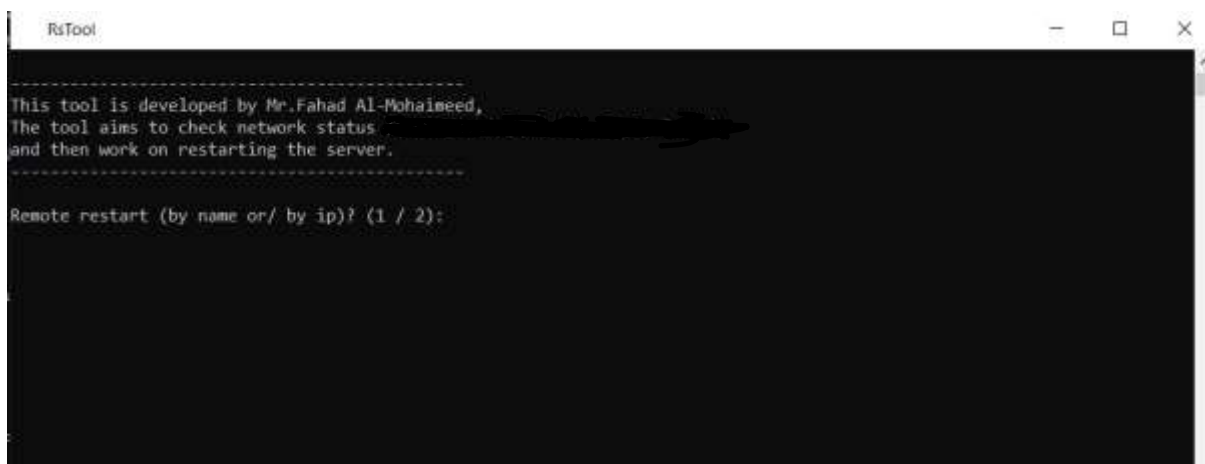 RsTool
-----------------------------------------------
This tool is developed by Mr.Fahad Al-Mohaimeed,
The tool aims to check network status
and then work on restarting the server.
-----------------------------------------------
Remote restart (by name or/ by ip)? (1 / 2):